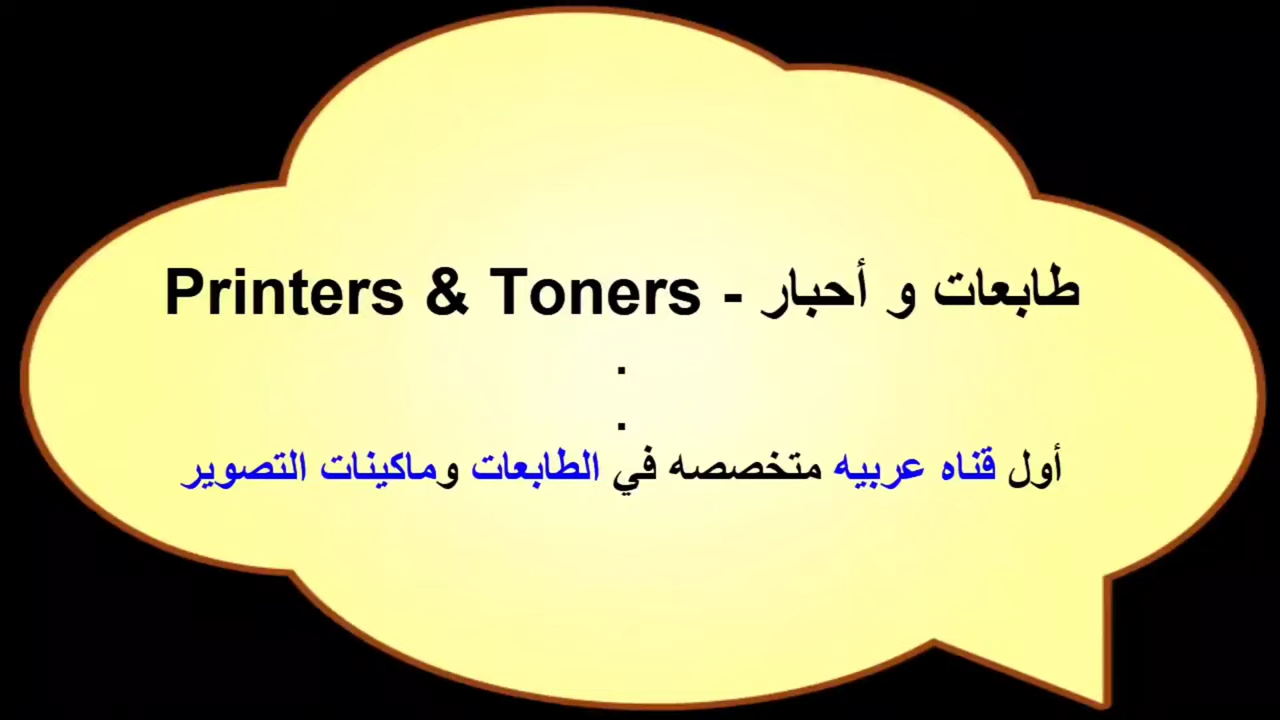 طابعات و أحبار - Printers & Toners
.
.
أول قناه عربيه متخصصه في الطابعات وماكينات التصوير